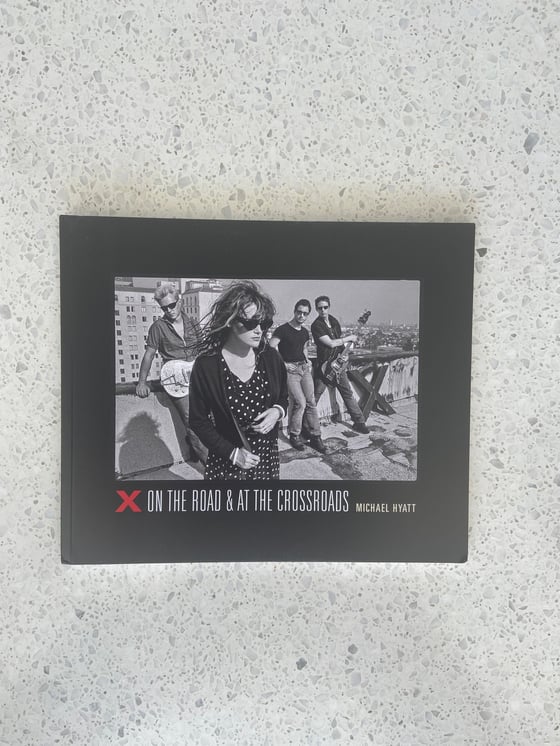 X ON THE ROAD & AT THE CROSSROADS MICHAEL HYATT